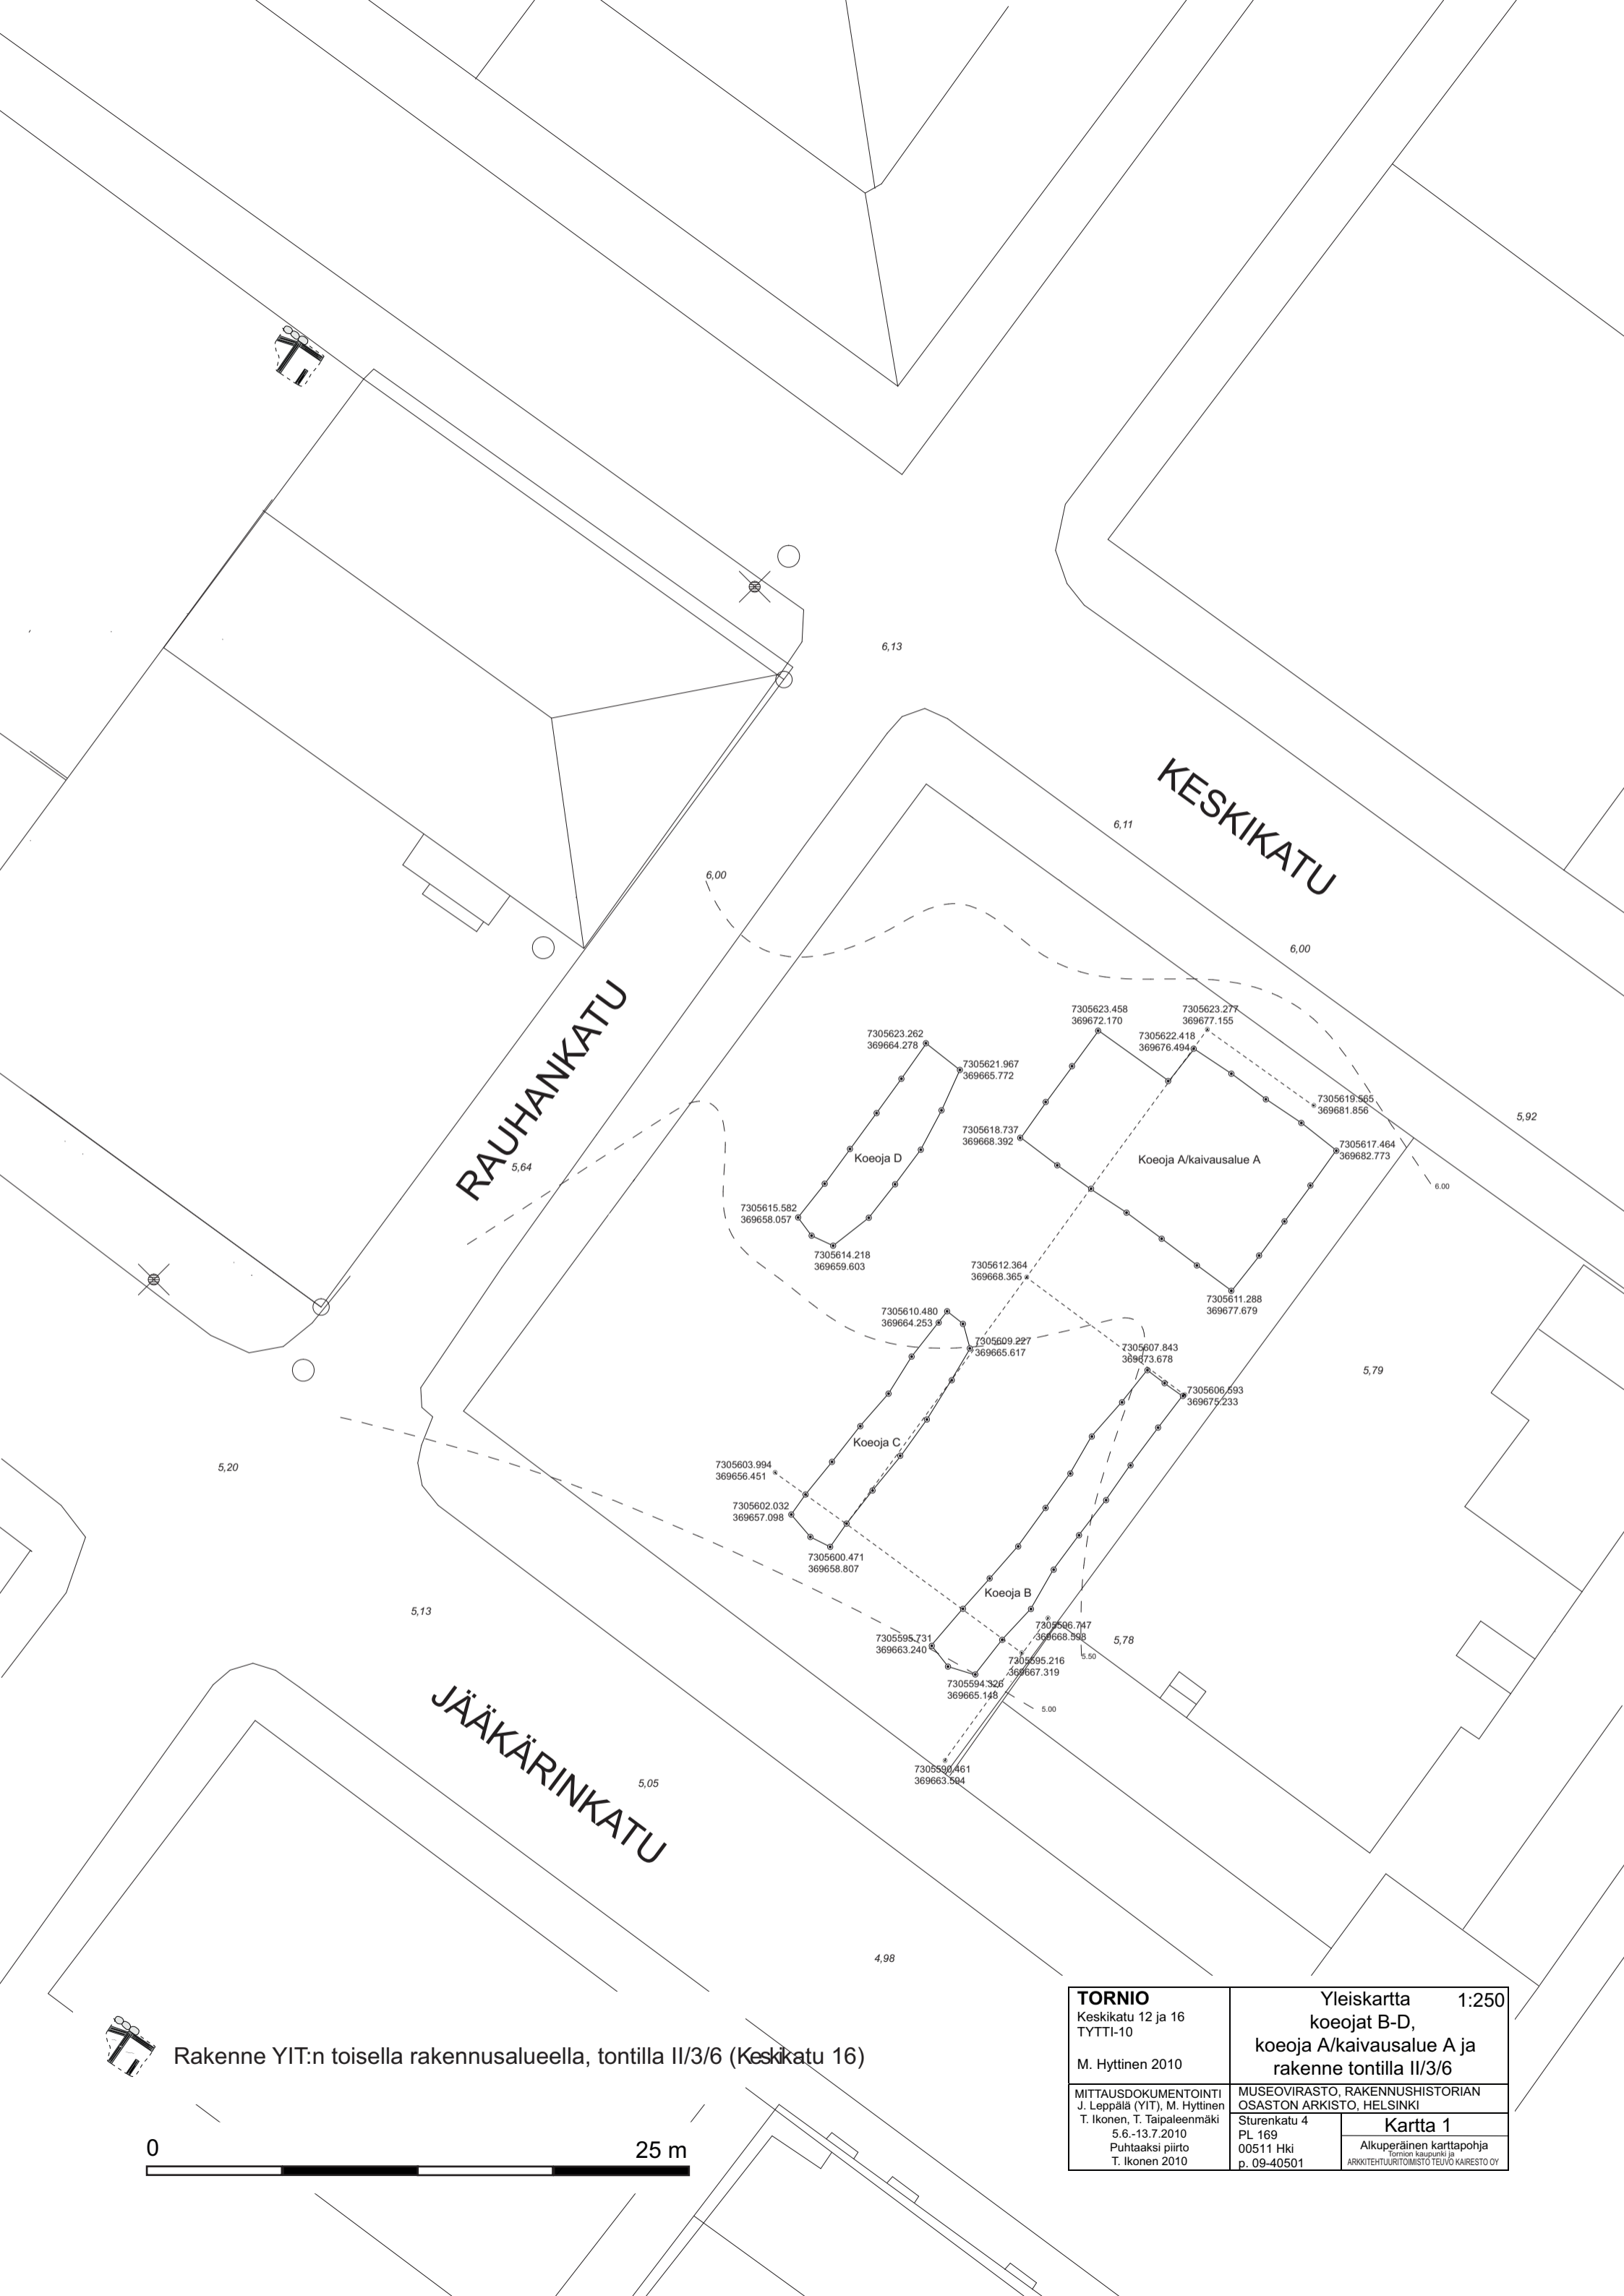 6,13
KESKIKATU
6,11
6,00
6,00
RAUHANKATU
5,64
7305623.458
369672.170
7305623.277
369677.155
7305622.418
369676.494
7305623.262
369664.278
7305621.967
369665.772
7305619.565
369681.856
5,92
7305618.737
369668.392
7305617.464
369682.773
Koeoja D
Koeoja A/kaivausalue A
6.00
7305615.582
369658.057
7305614.218
369659.603
7305612.364
369668.365
7305611.288
369677.679
7305610.480
369664.253
7305609.227
369665.617
7305607.843
369673.678
5,79
7305606.593
369675.233
Koeoja C
5,20
7305603.994
369656.451
7305602.032
369657.098
7305600.471
369658.807
Koeoja B
5,13
7305596.747
369668.598
7305595.731
369663.240
5,78
5.50
7305595.216
369667.319
7305594.326
369665.148
5.00
JÄÄKÄRINKATU
7305590.461
369663.594
5,05
4,98
Rakenne YIT:n toisella rakennusalueella, tontilla II/3/6 (Keskikatu 16)
0 25 m
TORNIO
Keskikatu 12 ja 16
TYTTI-10
M. Hyttinen 2010
Yleiskartta 1:250
koeojat B-D,
koeoja A/kaivausalue A ja
rakenne tontilla II/3/6
MITTAUSDOKUMENTOINTI
J. Leppälä (YIT), M. Hyttinen
T. Ikonen, T. Taipaleenmäki
5.6.-13.7.2010
Puhtaaksi piirto
T. Ikonen 2010
MUSEOVIRASTO, RAKENNUSHISTORIAN
OSASTON ARKISTO, HELSINKI
Sturenkatu 4
PL 169
00511 Hki
p. 09-40501
Kartta 1
Alkuperäinen karttapohja
Tornion kaupunki ja
ARKKITEHTUURITOIMISTO TEUVO KAIRESTO OY